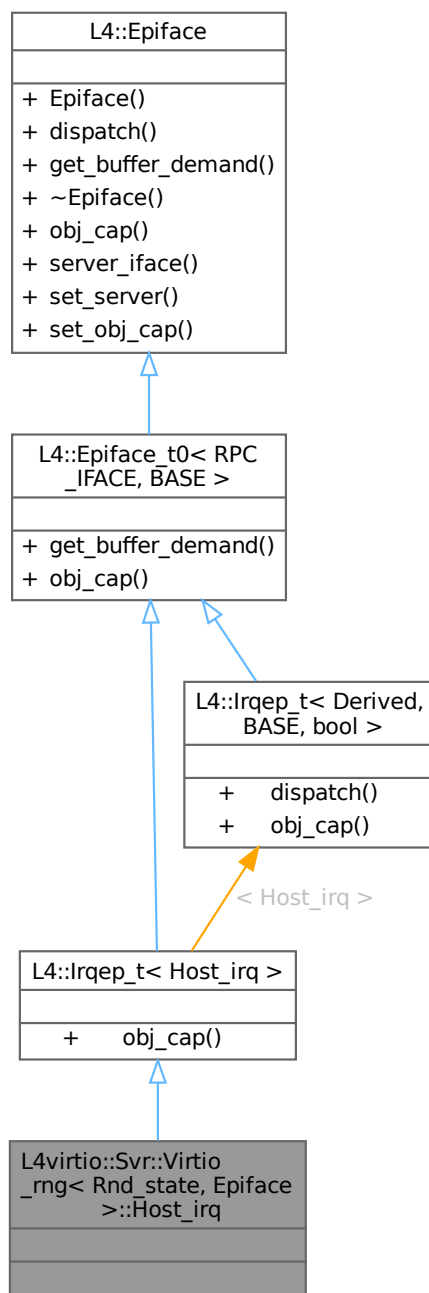 L4::Epiface
+ Epiface()
+ dispatch()
+ get_buffer_demand()
+ ~Epiface()
+ obj_cap()
+ server_iface()
+ set_server()
+ set_obj_cap()
L4::Epiface_t0< RPC
_IFACE, BASE >
+ get_buffer_demand()
+ obj_cap()
L4::Irqep_t< Derived,
BASE, bool >
+ dispatch()
+ obj_cap()
< Host_irq >
L4::Irqep_t< Host_irq >
+ obj_cap()
L4virtio::Svr::Virtio
_rng< Rnd_state, Epiface
>::Host_irq